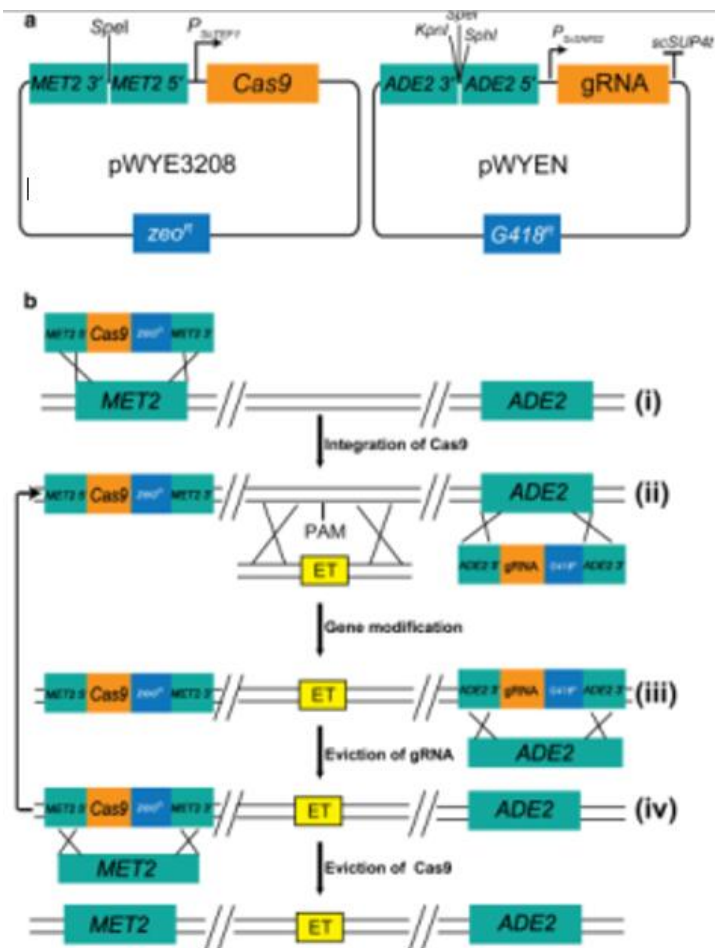 a
SpeI P ScTEF1
MET2 3' MET2 5' Cas9
pWYE3208
zeoᴿ
SpeI
KpnI SphI P ScSNR52 scSUP4t
ADE2 3' ADE2 5' gRNA
pWYEN
G418ᴿ
b
MET2 5' Cas9 zeoᴿ MET2 3'
MET2 ADE2 (i)
Integration of Cas9
MET2 5' Cas9 zeoᴿ MET2 3' ADE2 (ii)
PAM
ET ADE2 5' gRNA G418ᴿ ADE2 3'
Gene modification
MET2 5' Cas9 zeoᴿ MET2 3' ET ADE2 5' gRNA G418ᴿ ADE2 3' (iii)
Eviction of gRNA ADE2
MET2 5' Cas9 zeoᴿ MET2 3' ET ADE2 (iv)
MET2 Eviction of Cas9
MET2 ET ADE2